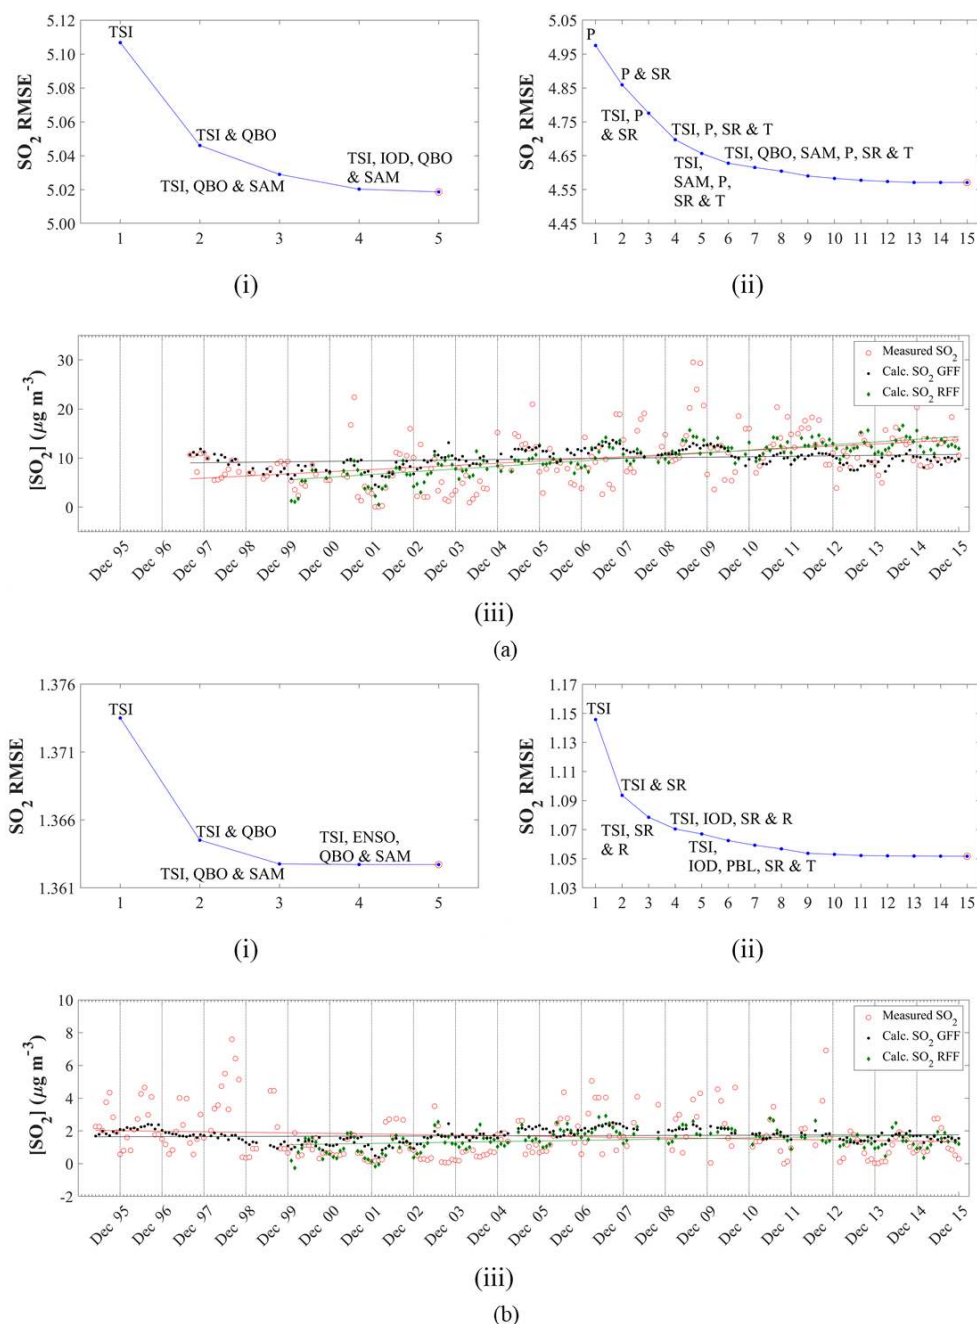 SO2 RMSE
5.10
5.08
5.06
5.04
5.02
5.00
TSI
TSI & QBO
TSI, QBO & SAM
TSI, IOD, QBO
& SAM
1 2 3 4 5
(i)
SO2 RMSE
5.05
4.95
4.85
4.75
4.65
4.55
4.45
P
P & SR
TSI, P
& SR
TSI, P, SR & T
TSI,
SAM, P,
SR & T
TSI, QBO, SAM, P, SR & T
1 2 3 4 5 6 7 8 9 10 11 12 13 14 15
(ii)
[SO2] (μg m-3)
30
20
10
0
Measured SO2
Calc. SO2 GFF
Calc. SO2 RFF
Dec 95 Dec 96 Dec 97 Dec 98 Dec 99 Dec 00 Dec 01 Dec 02 Dec 03 Dec 04 Dec 05 Dec 06 Dec 07 Dec 08 Dec 09 Dec 10 Dec 11 Dec 12 Dec 13 Dec 14 Dec 15
(iii)
(a)
SO2 RMSE
1.376
1.371
1.366
1.361
TSI
TSI & QBO
TSI, QBO & SAM
TSI, ENSO,
QBO & SAM
1 2 3 4 5
(i)
SO2 RMSE
1.17
1.15
1.13
1.11
1.09
1.07
1.05
1.03
TSI
TSI & SR
TSI, SR
& R
TSI, IOD, SR & R
TSI,
IOD, PBL, SR & T
1 2 3 4 5 6 7 8 9 10 11 12 13 14 15
(ii)
[SO2] (μg m-3)
10
8
6
4
2
0
-2
Measured SO2
Calc. SO2 GFF
Calc. SO2 RFF
Dec 95 Dec 96 Dec 97 Dec 98 Dec 99 Dec 00 Dec 01 Dec 02 Dec 03 Dec 04 Dec 05 Dec 06 Dec 07 Dec 08 Dec 09 Dec 10 Dec 11 Dec 12 Dec 13 Dec 14 Dec 15
(iii)
(b)